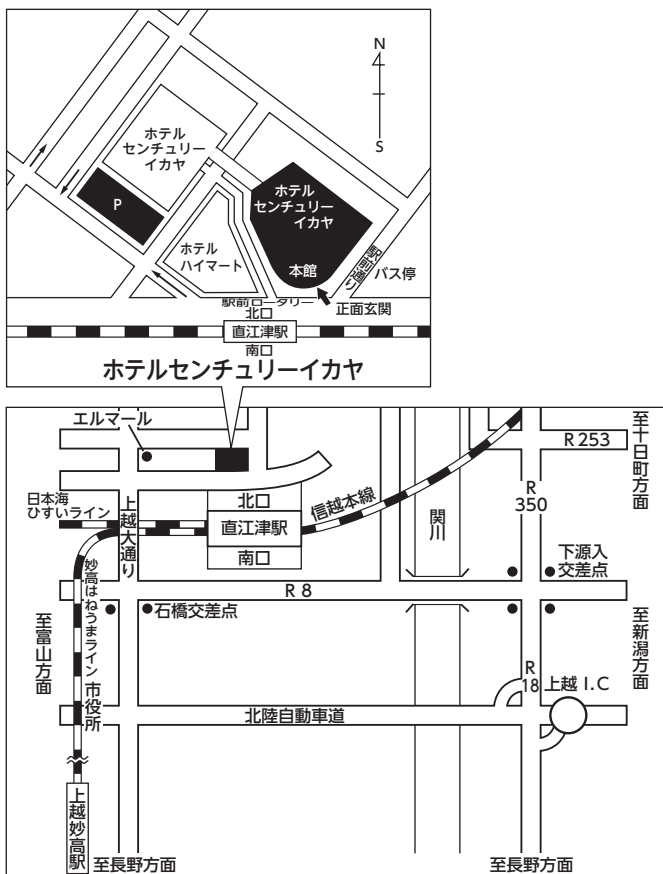 N
S
ホテル
センチュリー
イカヤ
P
ホテル
センチュリー
イカヤ
本館
ホテル
ハイマート
駅前通り
バス停
正面玄関
駅前ロータリー
北口
直江津駅
南口
ホテルセンチュリーイカヤ
エルマール
R 253
至十日町方面
R
350
日本海
ひすいライン
上越大通り
北口
直江津駅
南口
信越本線
関川
下源入
交差点
R 8
石橋交差点
妙高はねうまライン
至富山方面
市役所
至新潟方面
R
18
上越 I.C
北陸自動車道
上越妙高駅
至長野方面
至長野方面